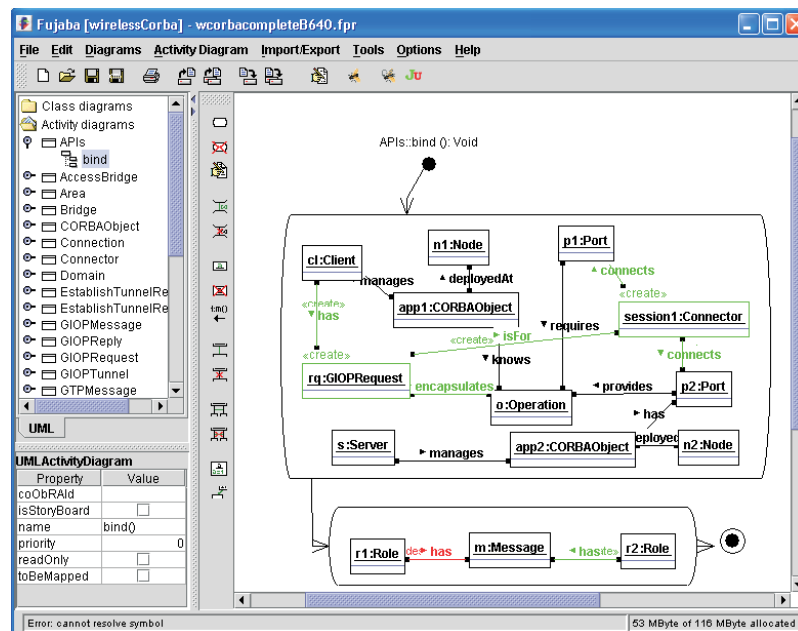 Fujaba [wirelessCorba] - wcorbacompleteB640.fpr
File Edit Diagrams Activity Diagram Import/Export Tools Options Help
Class diagrams
Activity diagrams
APIs
bind
AccessBridge
Area
Bridge
CORBAObject
Connection
Connector
Domain
EstablishTunnelRe
EstablishTunnelRe
GIOPMessage
GIOPReply
GIOPRequest
GIOPTunnel
GTPMessage
UML
UMLActivityDiagram
Property Value
coObRAId
isStoryBoard
name bind()
priority 0
readOnly
toBeMapped
APIs::bind (): Void
cl:Client
n1:Node
p1:Port
manages
deployedAt
connects
«create»
«create»
has
app1:CORBAObject
session1:Connector
isFor
«create»
requires
«create»
knows
connects
rq:GIOPRequest
encapsulates
provides
p2:Port
o:Operation
has
s:Server
manages
app2:CORBAObject
eployed
n2:Node
r1:Role
de
has
m:Message
has
te»
r2:Role
Error: cannot resolve symbol
53 MByte of 116 MByte allocated